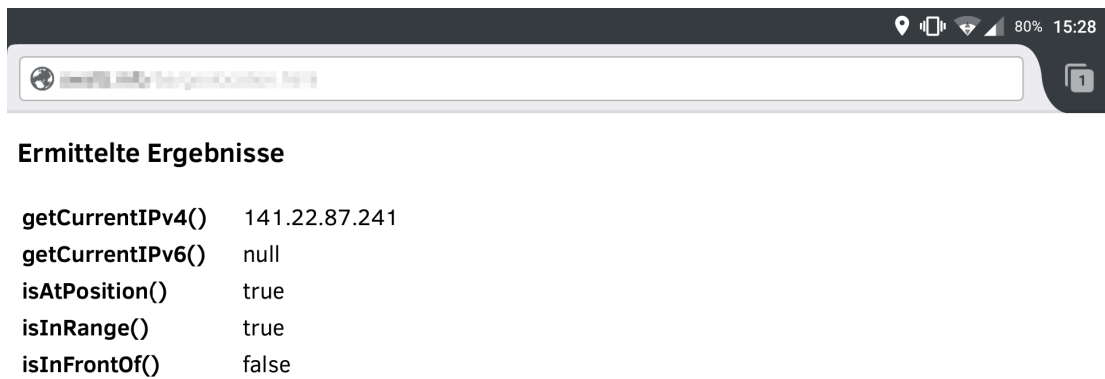 80% 15:28
1
Ermittelte Ergebnisse
getCurrentIPv4() 141.22.87.241
getCurrentIPv6() null
isAtPosition() true
isInRange() true
isInFrontOf() false